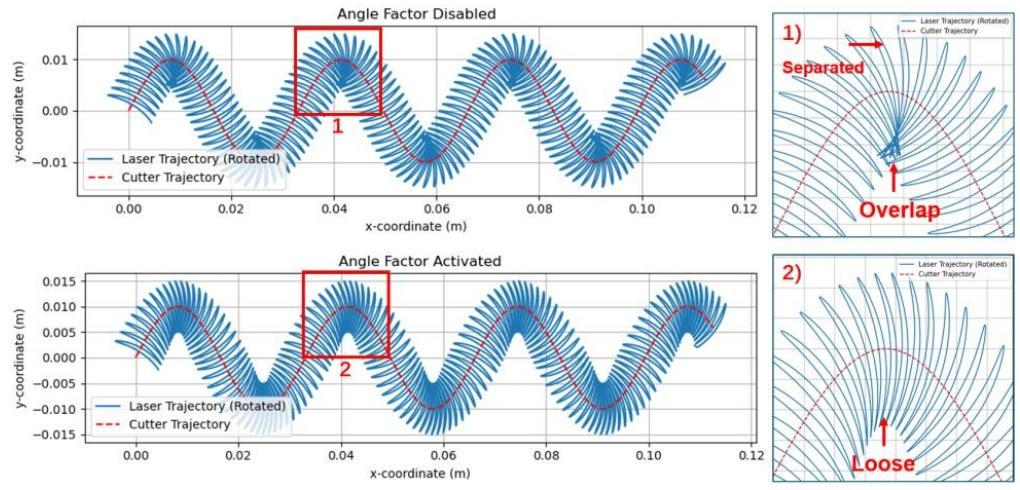 Angle Factor Disabled
y-coordinate (m)
0.01
0.00
−0.01
1
Laser Trajectory (Rotated)
Cutter Trajectory
0.00 0.02 0.04 0.06 0.08 0.10 0.12
x-coordinate (m)
1)
Laser Trajectory (Rotated)
Cutter Trajectory
Separated
Overlap
Angle Factor Activated
y-coordinate (m)
0.015
0.010
0.005
0.000
−0.005
−0.010
−0.015
2
Laser Trajectory (Rotated)
Cutter Trajectory
0.00 0.02 0.04 0.06 0.08 0.10 0.12
x-coordinate (m)
2)
Laser Trajectory (Rotated)
Cutter Trajectory
Loose